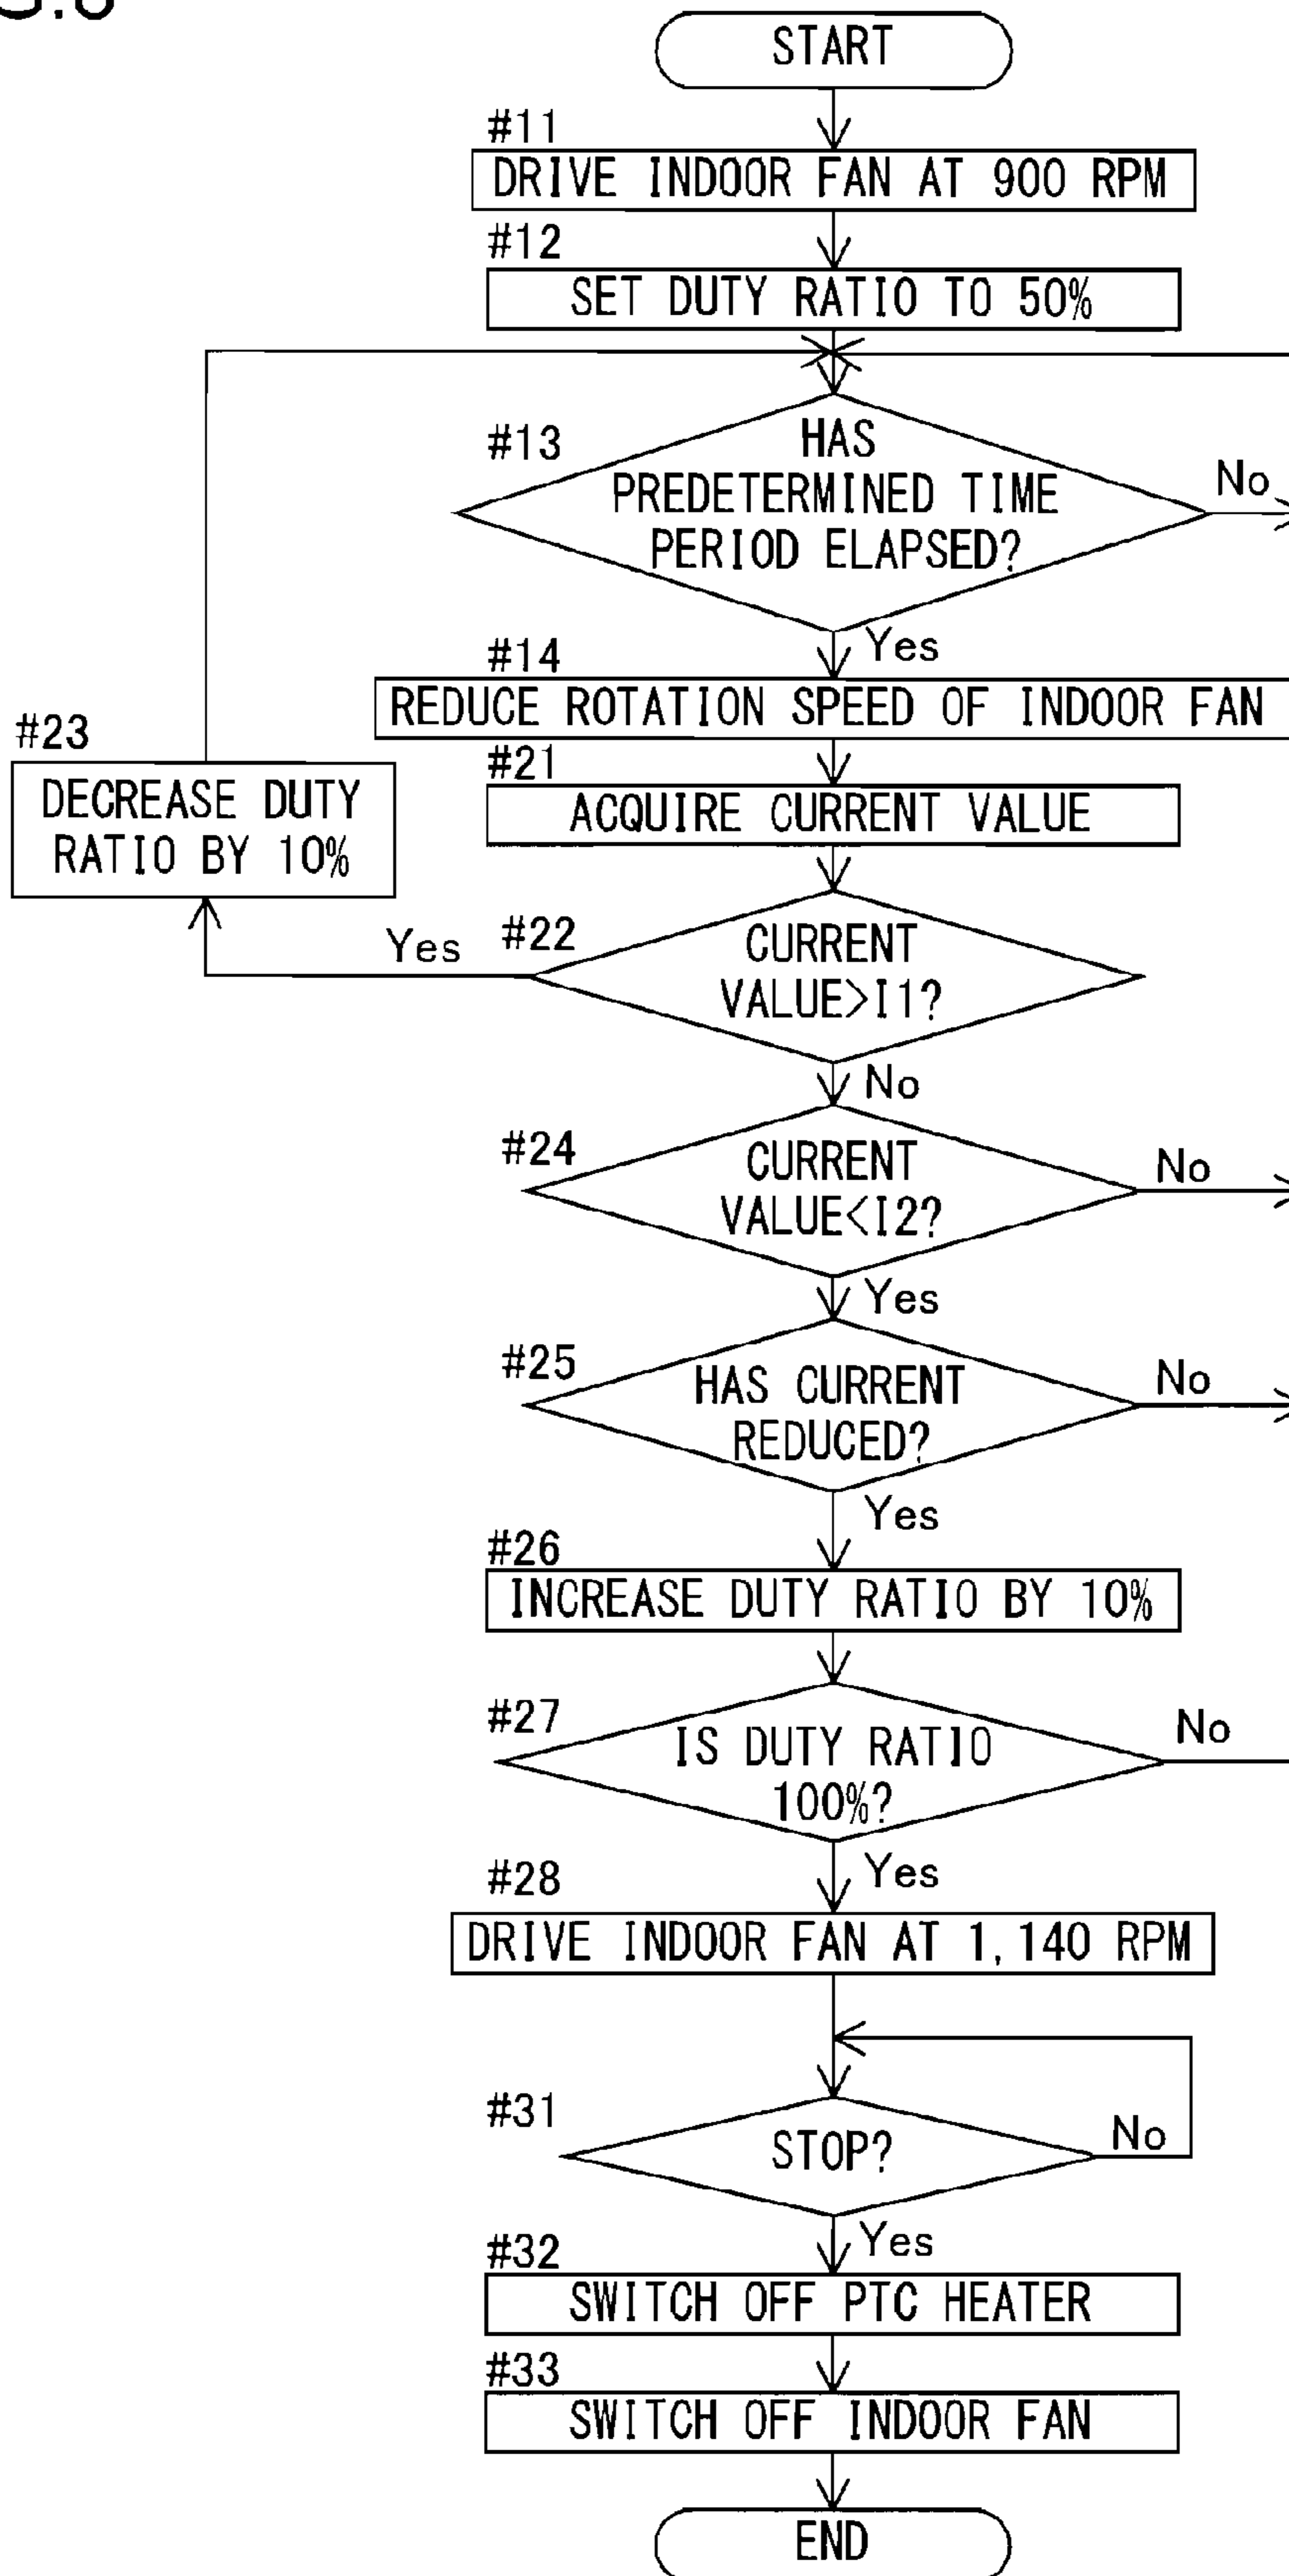 START
#11
DRIVE INDOOR FAN AT 900 RPM
#12
SET DUTY RATIO TO 50%
#13
HAS
PREDETERMINED TIME
PERIOD ELAPSED?
No
Yes
#14
REDUCE ROTATION SPEED OF INDOOR FAN
#23
DECREASE DUTY
RATIO BY 10%
#21
ACQUIRE CURRENT VALUE
#22
CURRENT
VALUE>I1?
Yes
No
#24
CURRENT
VALUE<I2?
No
Yes
#25
HAS CURRENT
REDUCED?
No
Yes
#26
INCREASE DUTY RATIO BY 10%
#27
IS DUTY RATIO
100%?
No
Yes
#28
DRIVE INDOOR FAN AT 1,140 RPM
#31
STOP?
No
Yes
#32
SWITCH OFF PTC HEATER
#33
SWITCH OFF INDOOR FAN
END